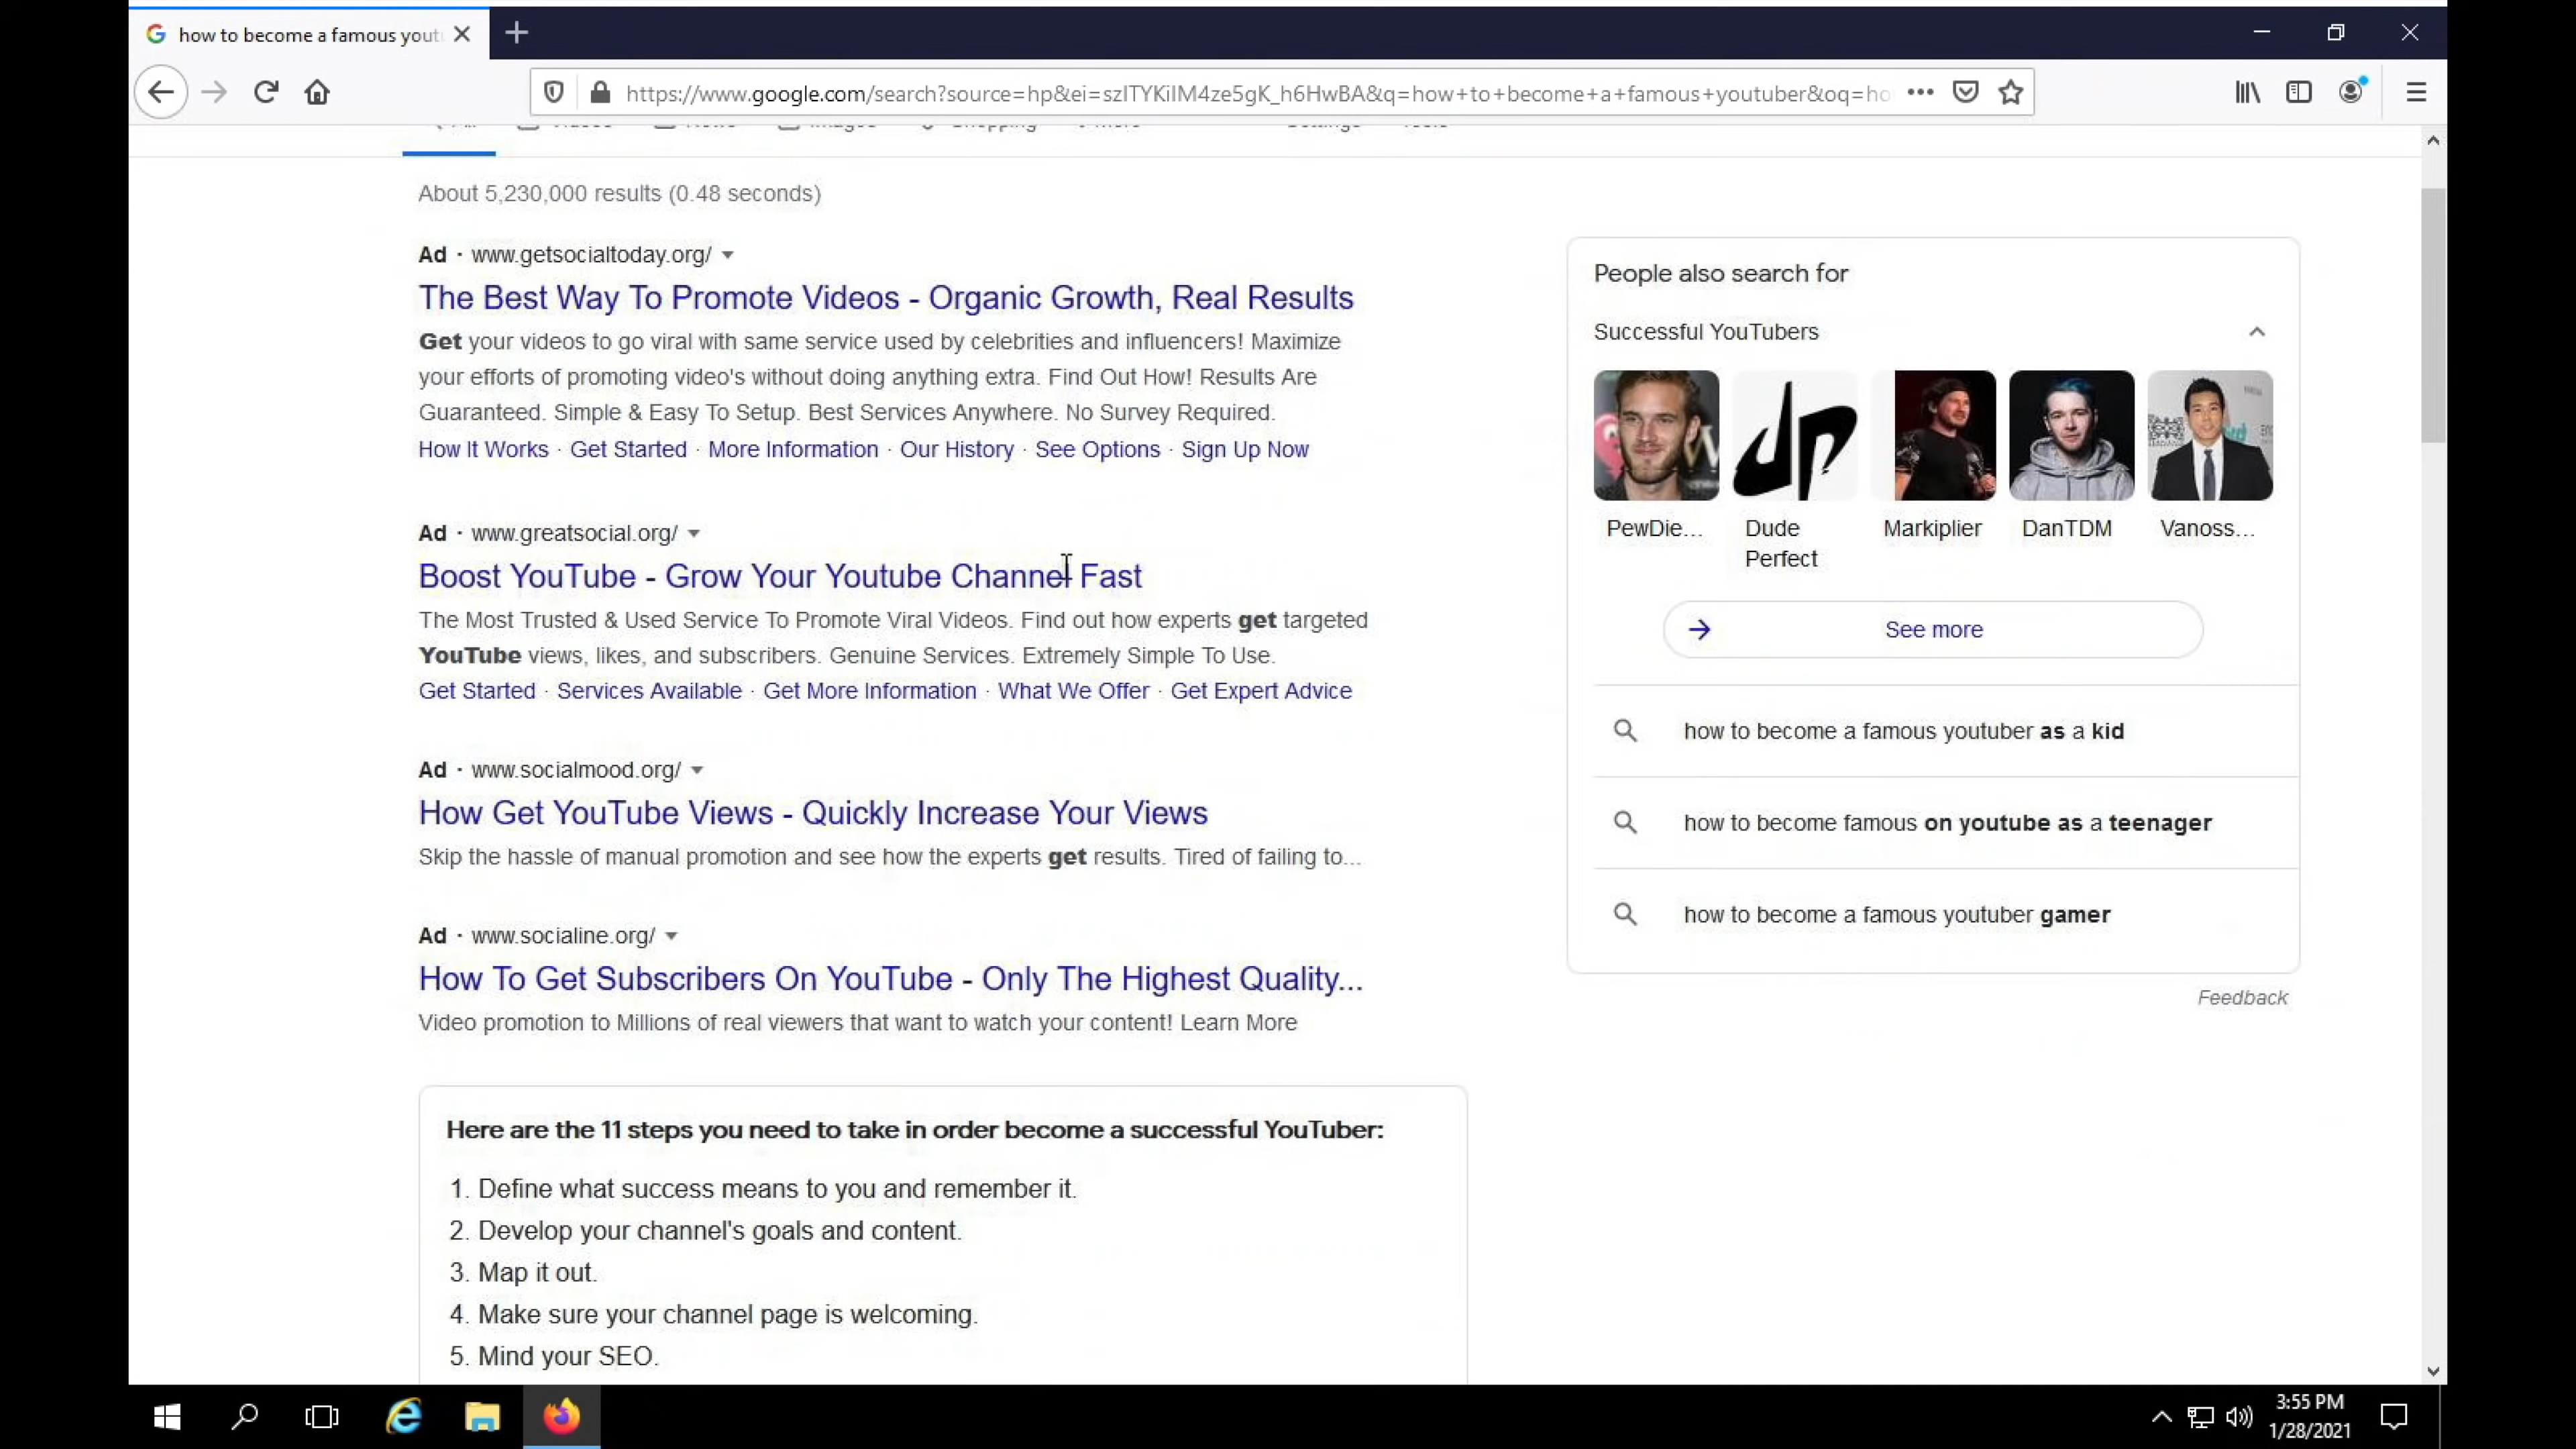 how to become a famous yout
https://www.google.com/search?source=hp&ei=szITYKiIM4ze5gK_h6HwBA&q=how+to+become+a+famous+youtuber&oq=ho
About 5,230,000 results (0.48 seconds)
Ad · www.getsocialtoday.org/
The Best Way To Promote Videos - Organic Growth, Real Results
Get your videos to go viral with same service used by celebrities and influencers! Maximize
your efforts of promoting video's without doing anything extra. Find Out How! Results Are
Guaranteed. Simple & Easy To Setup. Best Services Anywhere. No Survey Required.
How It Works · Get Started · More Information · Our History · See Options · Sign Up Now
Ad · www.greatsocial.org/
Boost YouTube - Grow Your Youtube Channel Fast
The Most Trusted & Used Service To Promote Viral Videos. Find out how experts get targeted
YouTube views, likes, and subscribers. Genuine Services. Extremely Simple To Use.
Get Started · Services Available · Get More Information · What We Offer · Get Expert Advice
Ad · www.socialmood.org/
How Get YouTube Views - Quickly Increase Your Views
Skip the hassle of manual promotion and see how the experts get results. Tired of failing to...
Ad · www.socialine.org/
How To Get Subscribers On YouTube - Only The Highest Quality...
Video promotion to Millions of real viewers that want to watch your content! Learn More
Here are the 11 steps you need to take in order become a successful YouTuber:
1. Define what success means to you and remember it.
2. Develop your channel's goals and content.
3. Map it out.
4. Make sure your channel page is welcoming.
5. Mind your SEO.
People also search for
Successful YouTubers
PewDie...
Dude
Perfect
Markiplier
DanTDM
Vanoss...
See more
how to become a famous youtuber as a kid
how to become famous on youtube as a teenager
how to become a famous youtuber gamer
Feedback
3:55 PM
1/28/2021